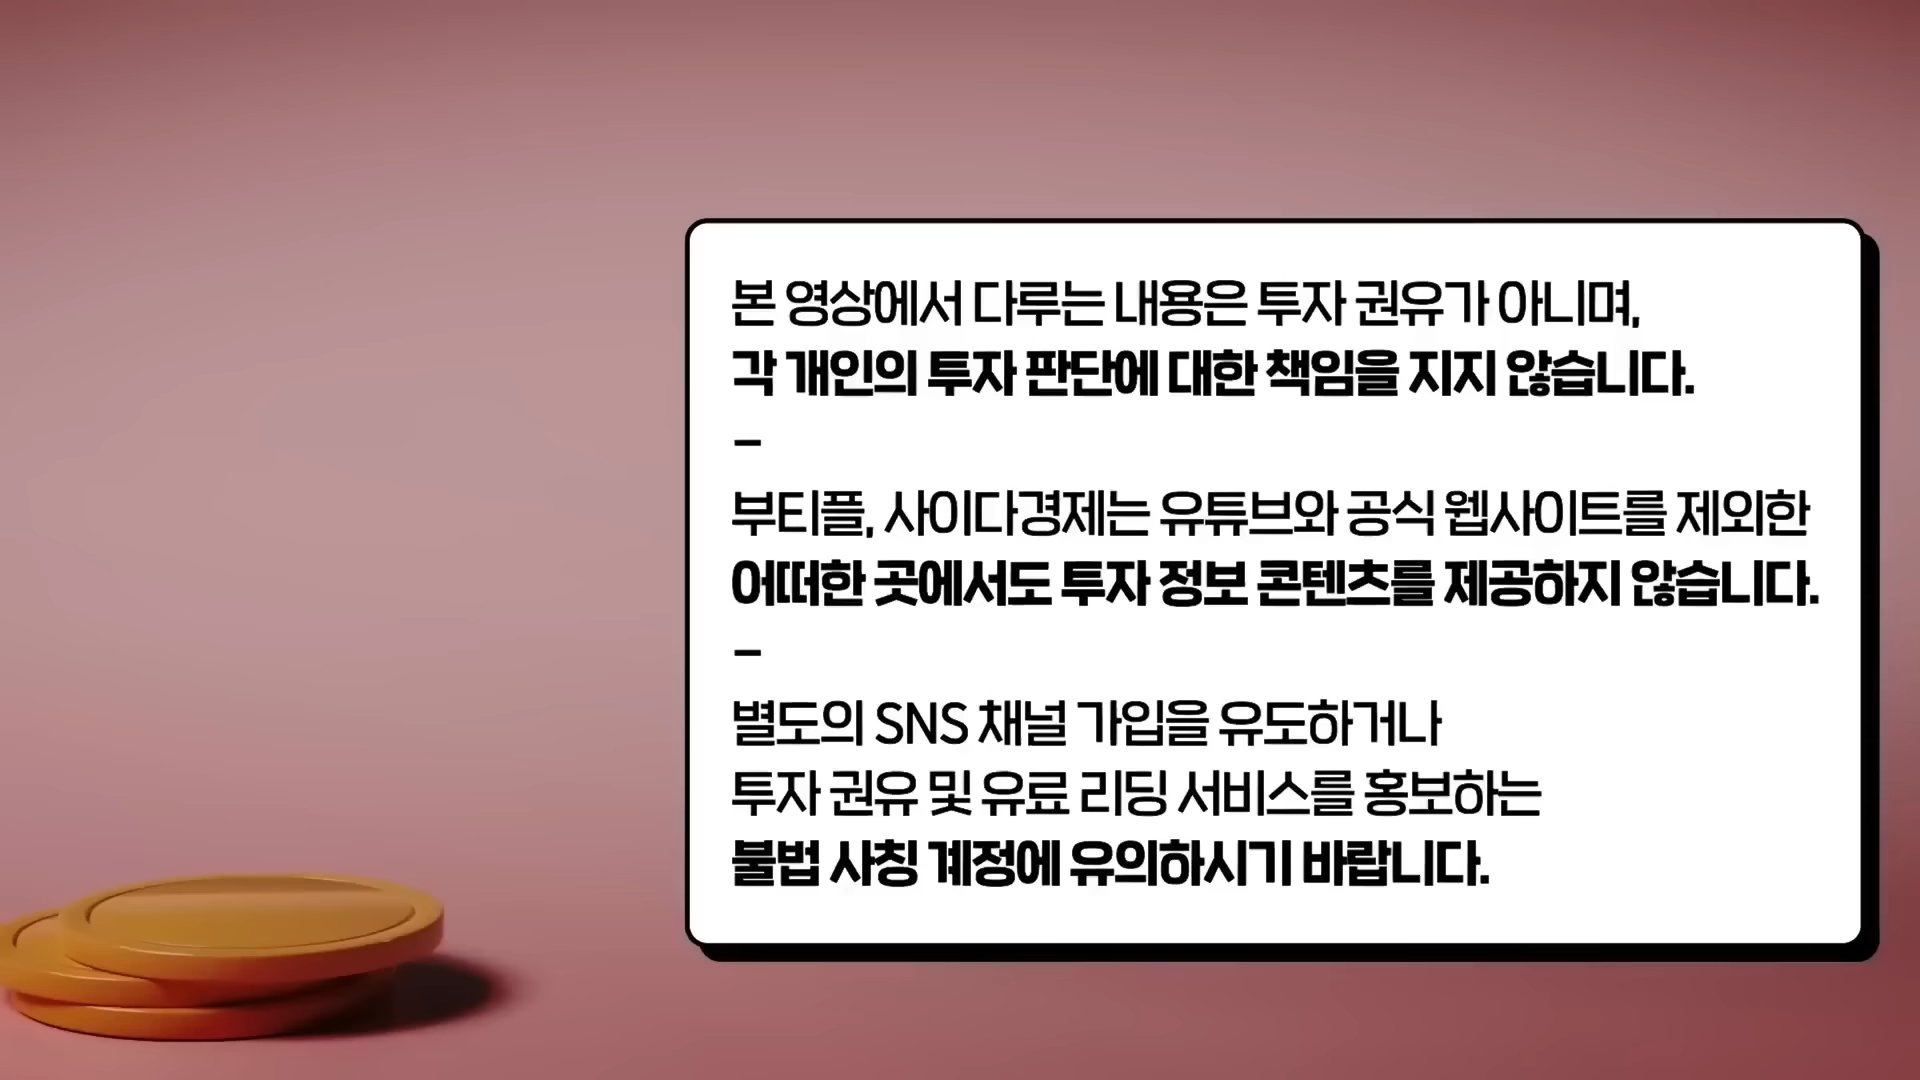 본 영상에서 다루는 내용은 투자 권유가 아니며,
각 개인의 투자 판단에 대한 책임을 지지 않습니다.
–
부티플, 사이다경제는 유튜브와 공식 웹사이트를 제외한
어떠한 곳에서도 투자 정보 콘텐츠를 제공하지 않습니다.
–
별도의 SNS 채널 가입을 유도하거나
투자 권유 및 유료 리딩 서비스를 홍보하는
불법 사칭 계정에 유의하시기 바랍니다.